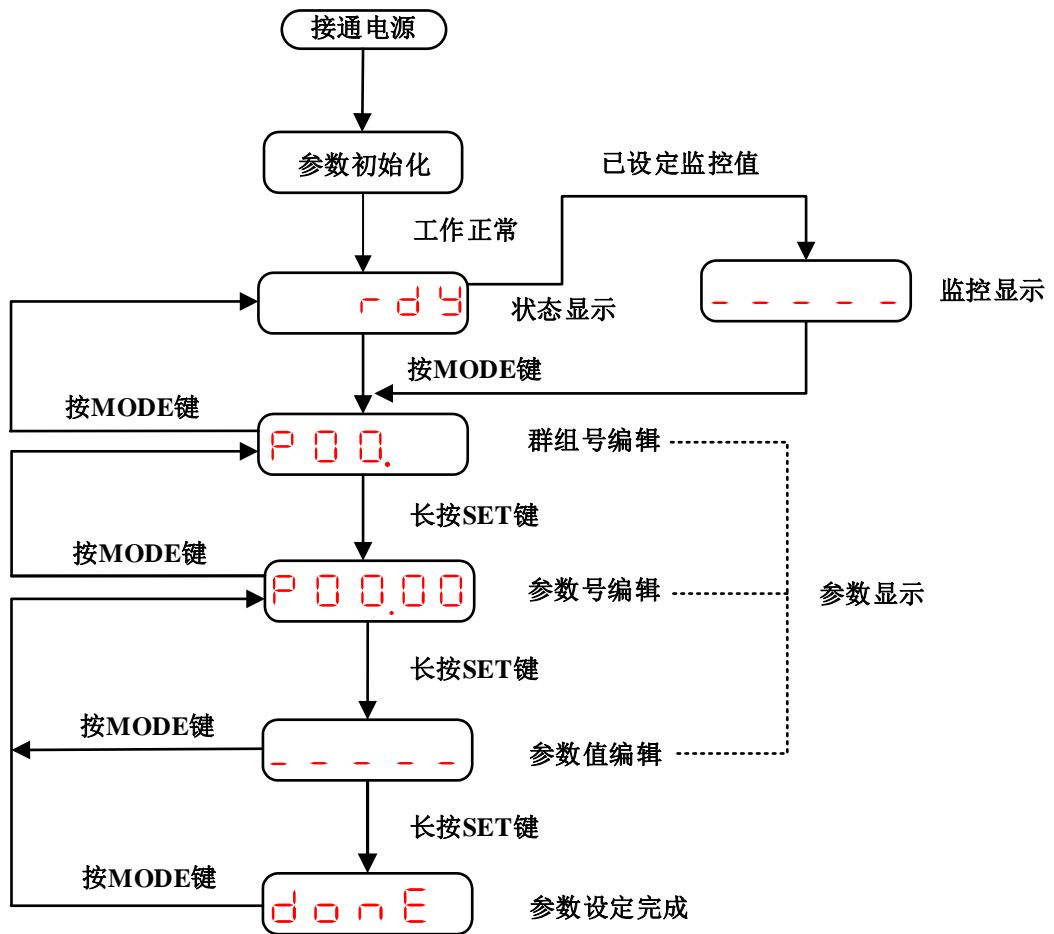 接通电源
参数初始化
已设定监控值
工作正常
rdy
状态显示
_ _ _ _ _
监控显示
按MODE键
按MODE键
P00.
群组号编辑
长按SET键
按MODE键
P00.00
参数号编辑
参数显示
长按SET键
按MODE键
_ _ _ _ _
参数值编辑
长按SET键
按MODE键
donE
参数设定完成